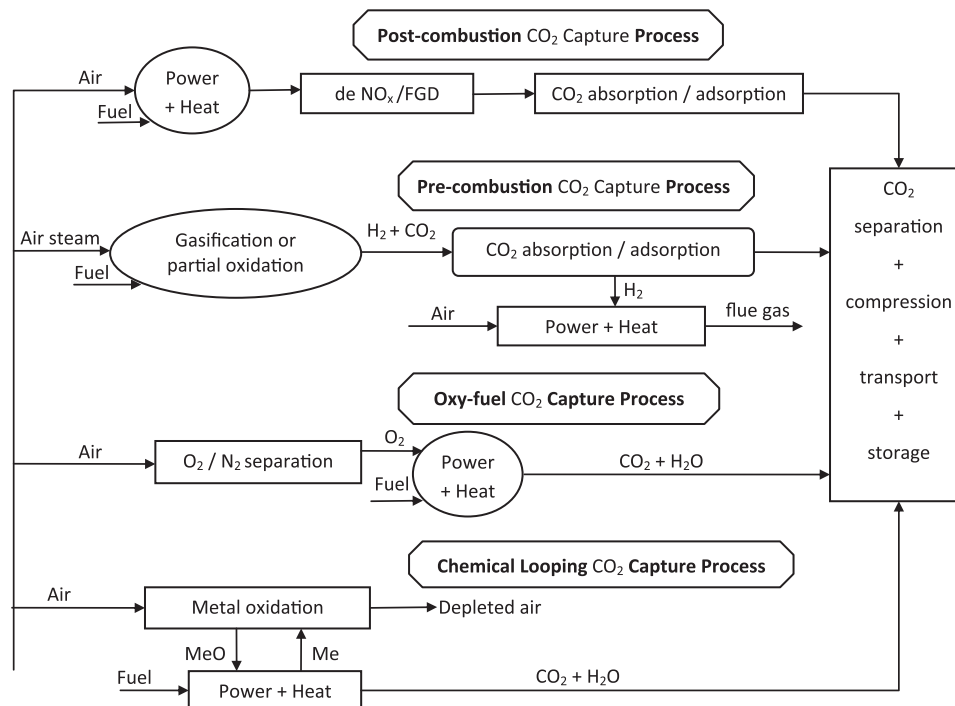 Post-combustion CO₂ Capture Process
Air
Fuel
Power
+ Heat
de NOₓ/FGD
CO₂ absorption / adsorption
Pre-combustion CO₂ Capture Process
Air steam
Fuel
Gasification or
partial oxidation
H₂ + CO₂
CO₂ absorption / adsorption
H₂
Air
Power + Heat
flue gas
Oxy-fuel CO₂ Capture Process
Air
O₂ / N₂ separation
O₂
Fuel
Power
+ Heat
CO₂ + H₂O
Chemical Looping CO₂ Capture Process
Air
Metal oxidation
Depleted air
MeO
Me
Fuel
Power + Heat
CO₂ + H₂O
CO₂
separation
+
compression
+
transport
+
storage